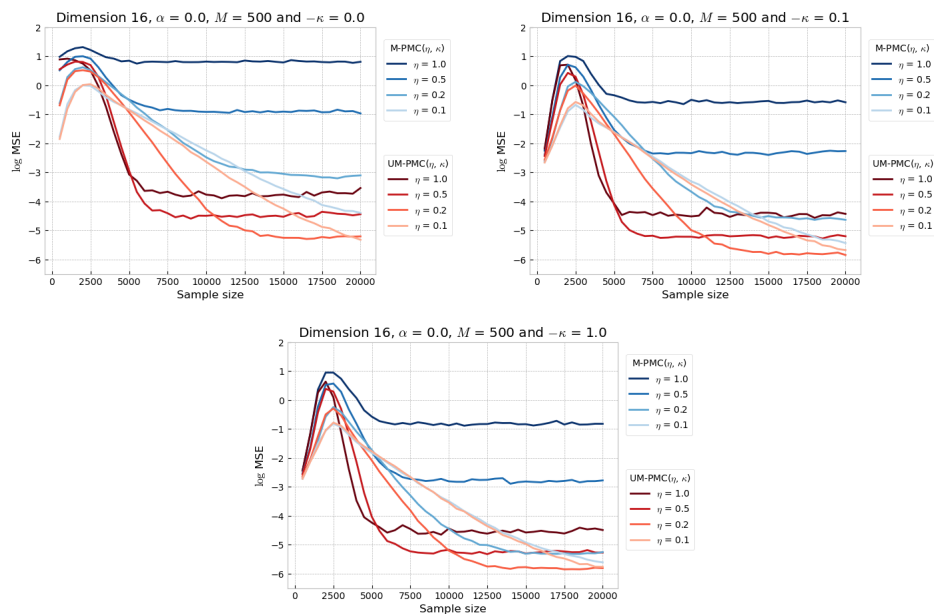 Dimension 16, α = 0.0, M = 500 and −κ = 0.0
2
1
0
−1
−2
−3
−4
−5
−6
log MSE
0 2500 5000 7500 10000 12500 15000 17500 20000
Sample size
M-PMC(η, κ)
η = 1.0
η = 0.5
η = 0.2
η = 0.1
UM-PMC(η, κ)
η = 1.0
η = 0.5
η = 0.2
η = 0.1
Dimension 16, α = 0.0, M = 500 and −κ = 0.1
2
1
0
−1
−2
−3
−4
−5
−6
log MSE
0 2500 5000 7500 10000 12500 15000 17500 20000
Sample size
M-PMC(η, κ)
η = 1.0
η = 0.5
η = 0.2
η = 0.1
UM-PMC(η, κ)
η = 1.0
η = 0.5
η = 0.2
η = 0.1
Dimension 16, α = 0.0, M = 500 and −κ = 1.0
2
1
0
−1
−2
−3
−4
−5
−6
log MSE
0 2500 5000 7500 10000 12500 15000 17500 20000
Sample size
M-PMC(η, κ)
η = 1.0
η = 0.5
η = 0.2
η = 0.1
UM-PMC(η, κ)
η = 1.0
η = 0.5
η = 0.2
η = 0.1